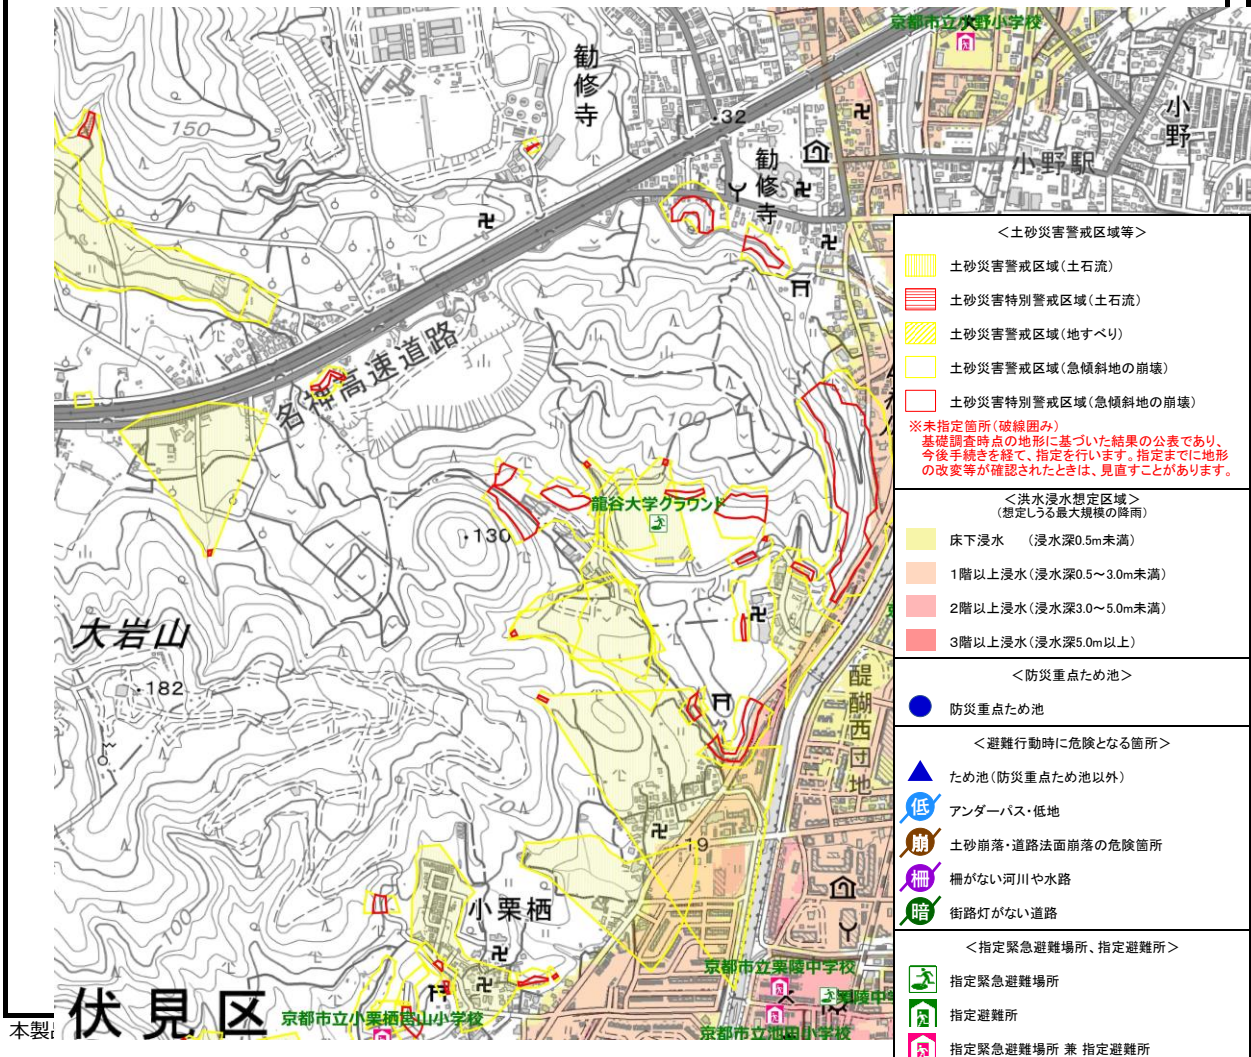 京都市立小野小学校
勧修寺
小野
150
32
勧修寺
小野駅
名神高速道路
100
龍谷大学グラウンド
130
大岩山
182
醍醐西団地
70
19
小栗栖
100
京都市立栗陵中学校
京都市立小栗栖宮山小学校
京都市立池田小学校
伏見区
本製
<土砂災害警戒区域等>
土砂災害警戒区域(土石流)
土砂災害特別警戒区域(土石流)
土砂災害警戒区域(地すべり)
土砂災害警戒区域(急傾斜地の崩壊)
土砂災害特別警戒区域(急傾斜地の崩壊)
※未指定箇所(破線囲み)
基礎調査時点の地形に基づいた結果の公表であり、
今後手続きを経て、指定を行います。指定までに地形
の改変等が確認されたときは、見直すことがあります。
<洪水浸水想定区域>
(想定しうる最大規模の降雨)
床下浸水 (浸水深0.5m未満)
1階以上浸水(浸水深0.5~3.0m未満)
2階以上浸水(浸水深3.0~5.0m未満)
3階以上浸水(浸水深5.0m以上)
<防災重点ため池>
防災重点ため池
<避難行動時に危険となる箇所>
ため池(防災重点ため池以外)
低 アンダーパス・低地
崩 土砂崩落・道路法面崩落の危険箇所
柵 柵がない河川や水路
暗 街路灯がない道路
<指定緊急避難場所、指定避難所>
指定緊急避難場所
指定避難所
指定緊急避難場所 兼 指定避難所